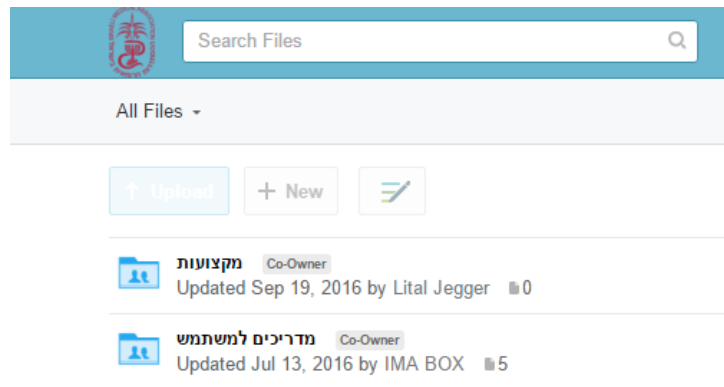 Search Files
All Files
Upload
New
מקצועות Co-Owner
Updated Sep 19, 2016 by Lital Jegger 0
מדריכים למשתמש Co-Owner
Updated Jul 13, 2016 by IMA BOX 5